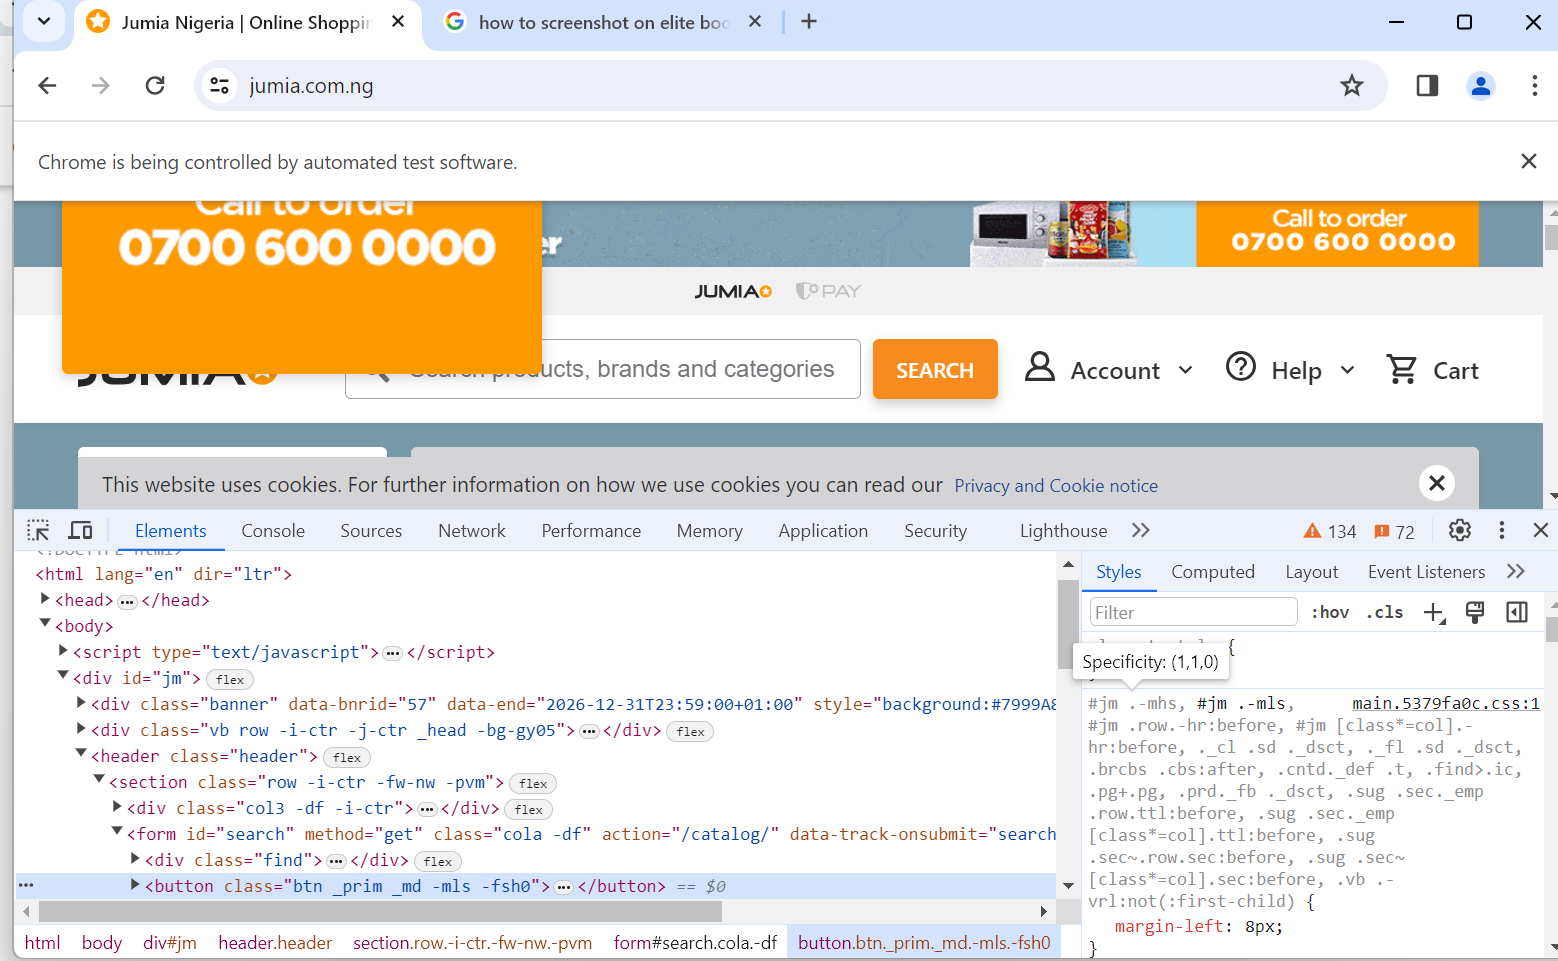 Jumia Nigeria | Online Shoppin
how to screenshot on elite boo
jumia.com.ng
Chrome is being controlled by automated test software.
Call to order
0700 600 0000
er
Call to order
0700 600 0000
JUMIA
PAY
JUMIA
Search products, brands and categories
SEARCH
Account
Help
Cart
This website uses cookies. For further information on how we use cookies you can read our Privacy and Cookie notice
Elements Console Sources Network Performance Memory Application Security Lighthouse
134 72
<!DOCTYPE html>
<html lang="en" dir="ltr">
<head> ... </head>
<body>
<script type="text/javascript"> ... </script>
<div id="jm"> flex
<div class="banner" data-bnrid="57" data-end="2026-12-31T23:59:00+01:00" style="background:#7999A8
<div class="vb row -i-ctr -j-ctr _head -bg-gy05"> ... </div> flex
<header class="header"> flex
<section class="row -i-ctr -fw-nw -pvm"> flex
<div class="col3 -df -i-ctr"> ... </div> flex
<form id="search" method="get" class="cola -df" action="/catalog/" data-track-onsubmit="search
<div class="find"> ... </div> flex
... <button class="btn _prim _md -mls -fsh0"> ... </button> == $0
html body div#jm header.header section.row.-i-ctr.-fw-nw.-pvm form#search.cola.-df button.btn._prim._md.-mls.-fsh0
Styles Computed Layout Event Listeners
Filter
:hov .cls
{
Specificity: (1,1,0)
#jm .-mhs, #jm .-mls, main.5379fa0c.css:1
#jm .row.-hr:before, #jm [class*=col].-
hr:before, ._cl .sd ._dsct, ._fl .sd ._dsct,
.brcbs .cbs:after, .cntd._def .t, .find>.ic,
.pg+.pg, .prd._fb ._dsct, .sug .sec._emp
.row.ttl:before, .sug .sec._emp
[class*=col].ttl:before, .sug
.sec~.row.sec:before, .sug .sec~
[class*=col].sec:before, .vb .-
vrl:not(:first-child) {
margin-left: 8px;
}